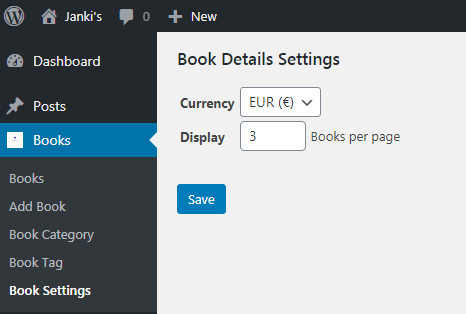 Janki's 0 New
Dashboard
Posts
Books
Books
Add Book
Book Category
Book Tag
Book Settings
Book Details Settings
Currency EUR (€)
Display 3 Books per page
Save